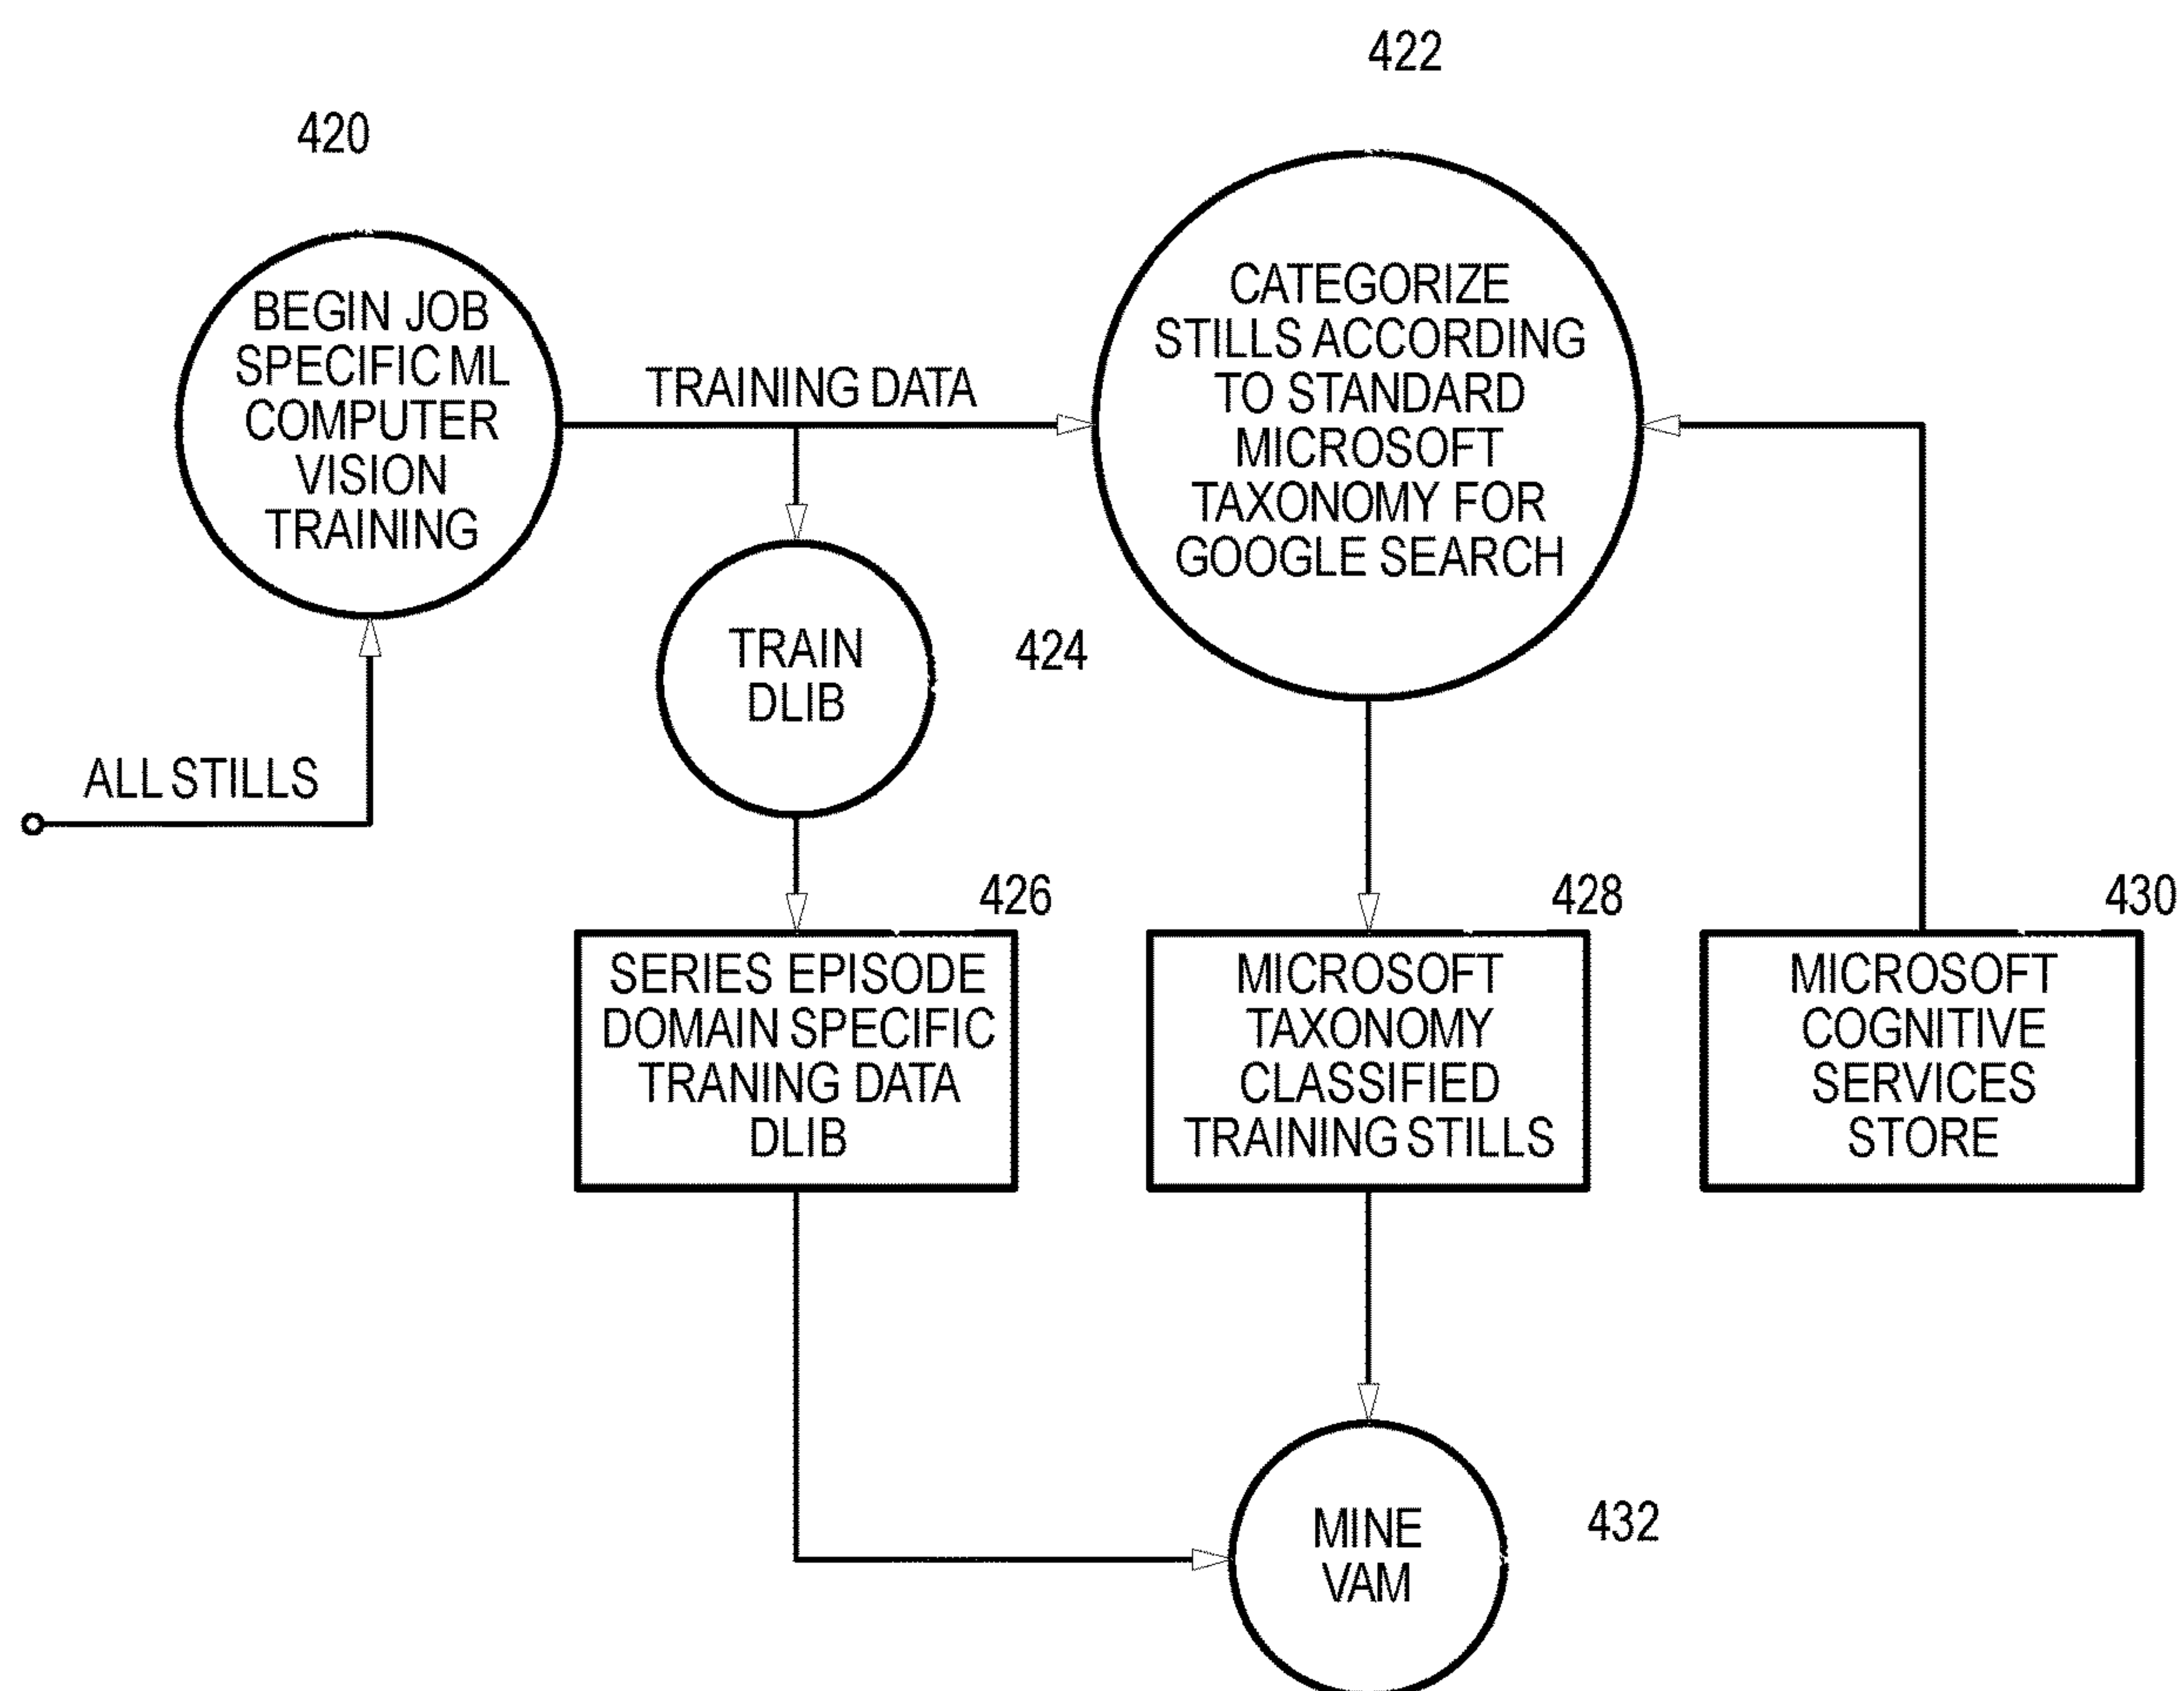 422
420
BEGIN JOB
SPECIFIC ML
COMPUTER
VISION
TRAINING
TRAINING DATA
CATEGORIZE
STILLS ACCORDING
TO STANDARD
MICROSOFT
TAXONOMY FOR
GOOGLE SEARCH
TRAIN
DLIB
424
ALL STILLS
426
SERIES EPISODE
DOMAIN SPECIFIC
TRANING DATA
DLIB
428
MICROSOFT
TAXONOMY
CLASSIFIED
TRAINING STILLS
430
MICROSOFT
COGNITIVE
SERVICES
STORE
MINE
VAM
432